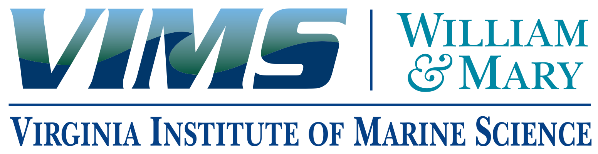 VIMS
WILLIAM
& MARY
VIRGINIA INSTITUTE OF MARINE SCIENCE